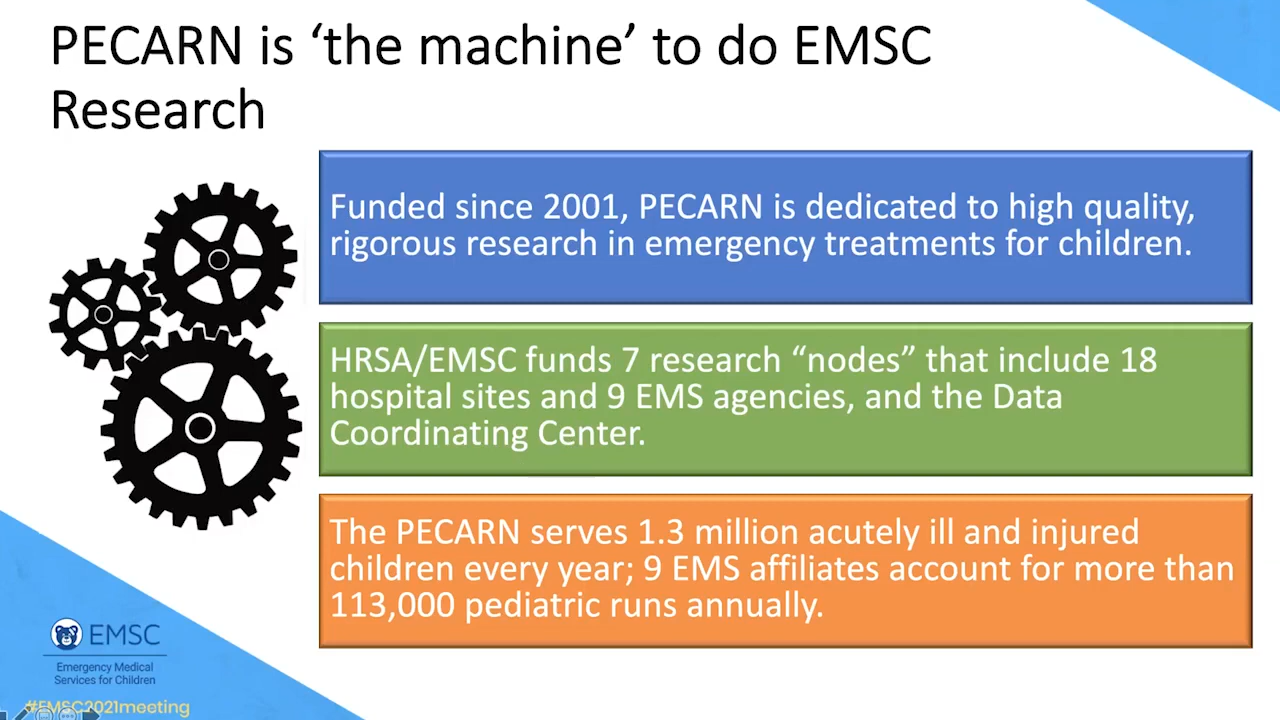 PECARN is ‘the machine’ to do EMSC
Research
Funded since 2001, PECARN is dedicated to high quality,
rigorous research in emergency treatments for children.
HRSA/EMSC funds 7 research “nodes” that include 18
hospital sites and 9 EMS agencies, and the Data
Coordinating Center.
The PECARN serves 1.3 million acutely ill and injured
children every year; 9 EMS affiliates account for more than
113,000 pediatric runs annually.
EMSC
Emergency Medical
Services for Children
#EMSC2021meeting